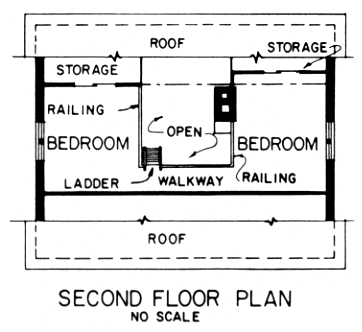 ROOF
STORAGE
STORAGE
RAILING
OPEN
BEDROOM
BEDROOM
LADDER
WALKWAY
RAILING
ROOF
SECOND FLOOR PLAN
NO SCALE